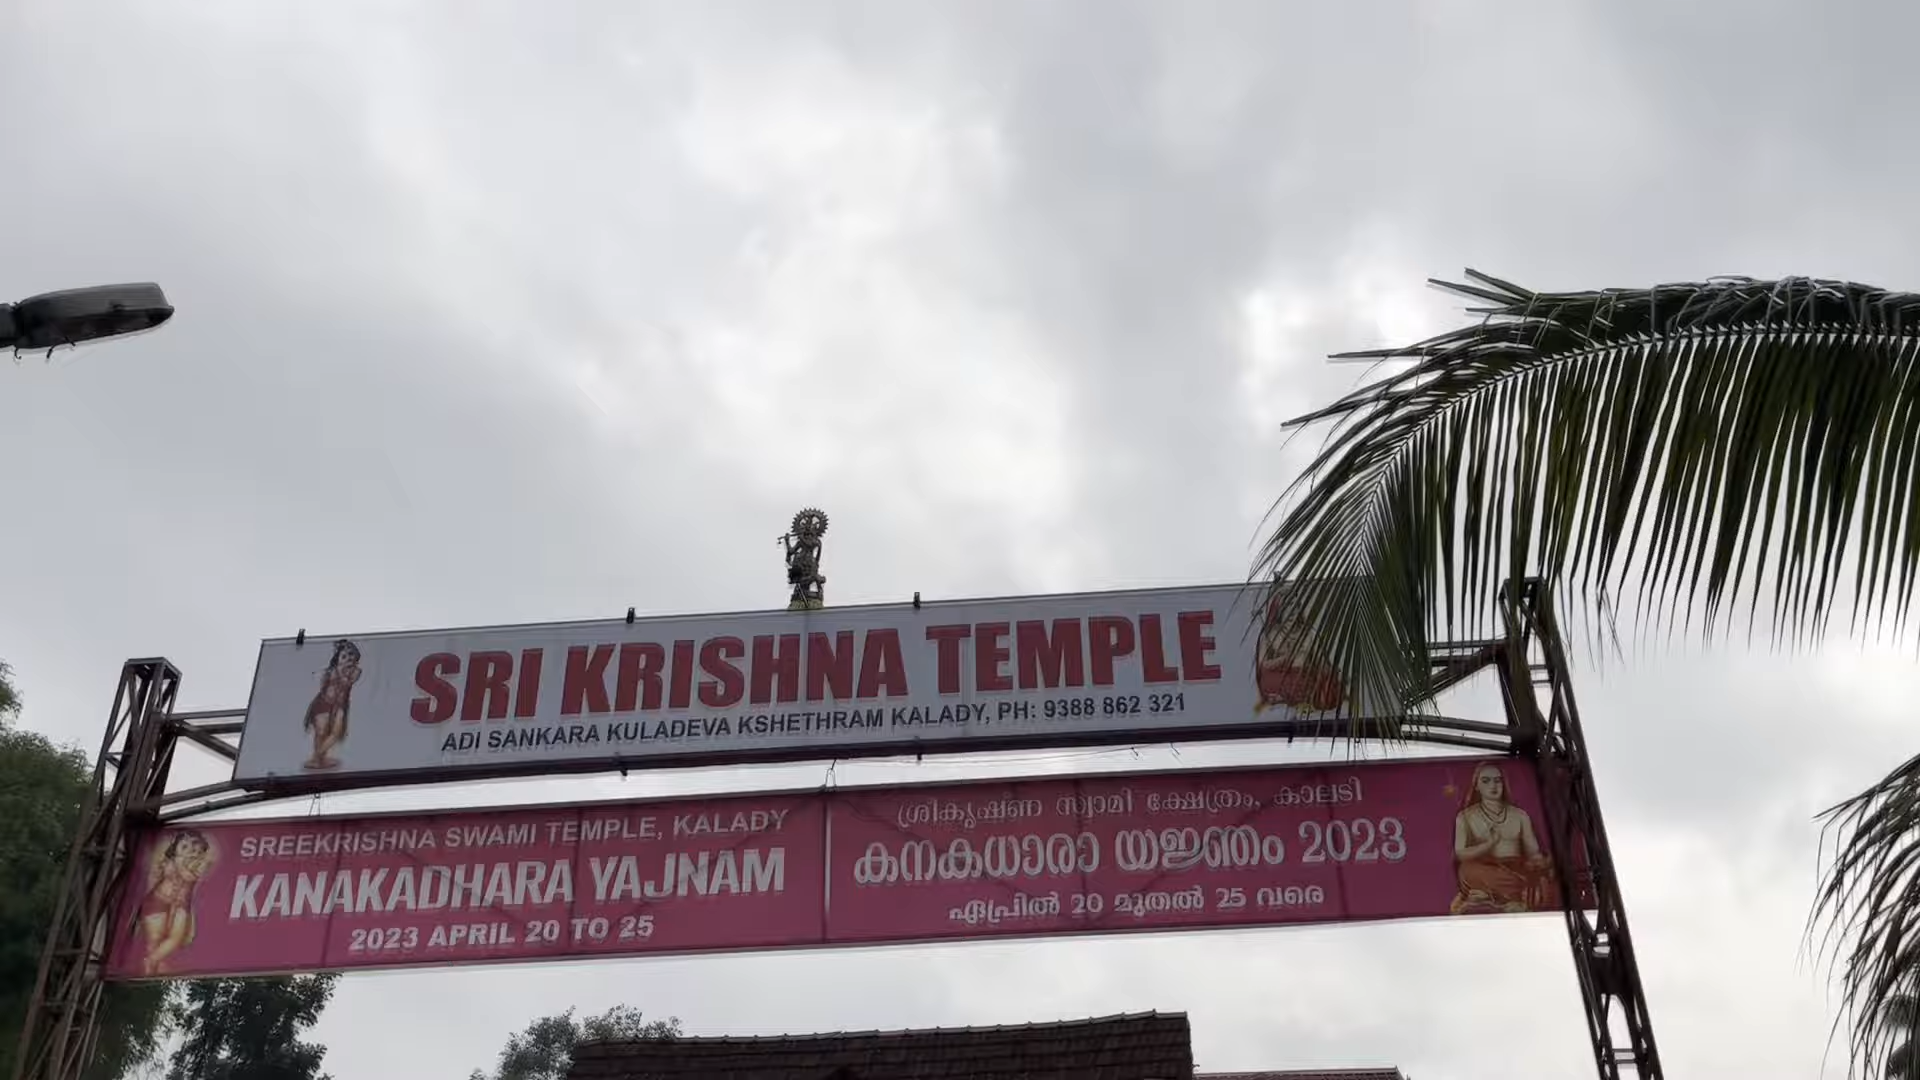 SRI KRISHNA TEMPLE
ADI SANKARA KULADEVA KSHETHRAM KALADY, PH: 9388 862 321
SREEKRISHNA SWAMI TEMPLE, KALADY
KANAKADHARA YAJNAM
2023 APRIL 20 TO 25
ശ്രീകൃഷ്ണ സ്വാമി ക്ഷേത്രം, കാലടി
കനകധാരാ യജ്ഞം 2023
ഏപ്രിൽ 20 മുതൽ 25 വരെ